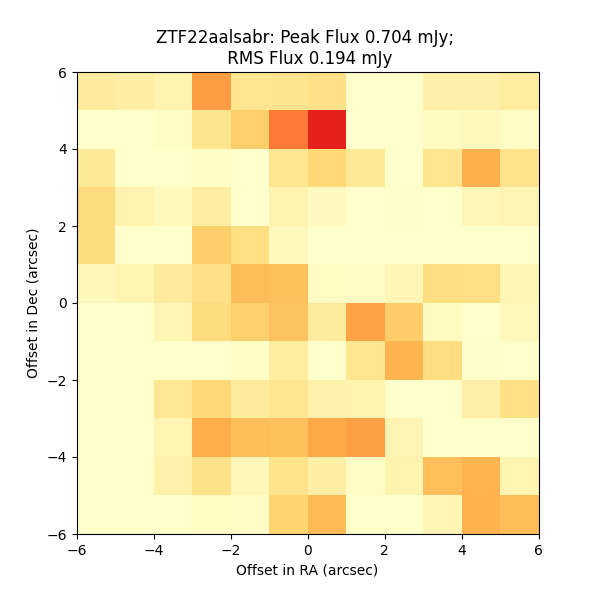 ZTF22aalsabr: Peak Flux 0.704 mJy;
RMS Flux 0.194 mJy
6
4
2
0
−2
−4
−6
Offset in Dec (arcsec)
−6 −4 −2 0 2 4 6
Offset in RA (arcsec)